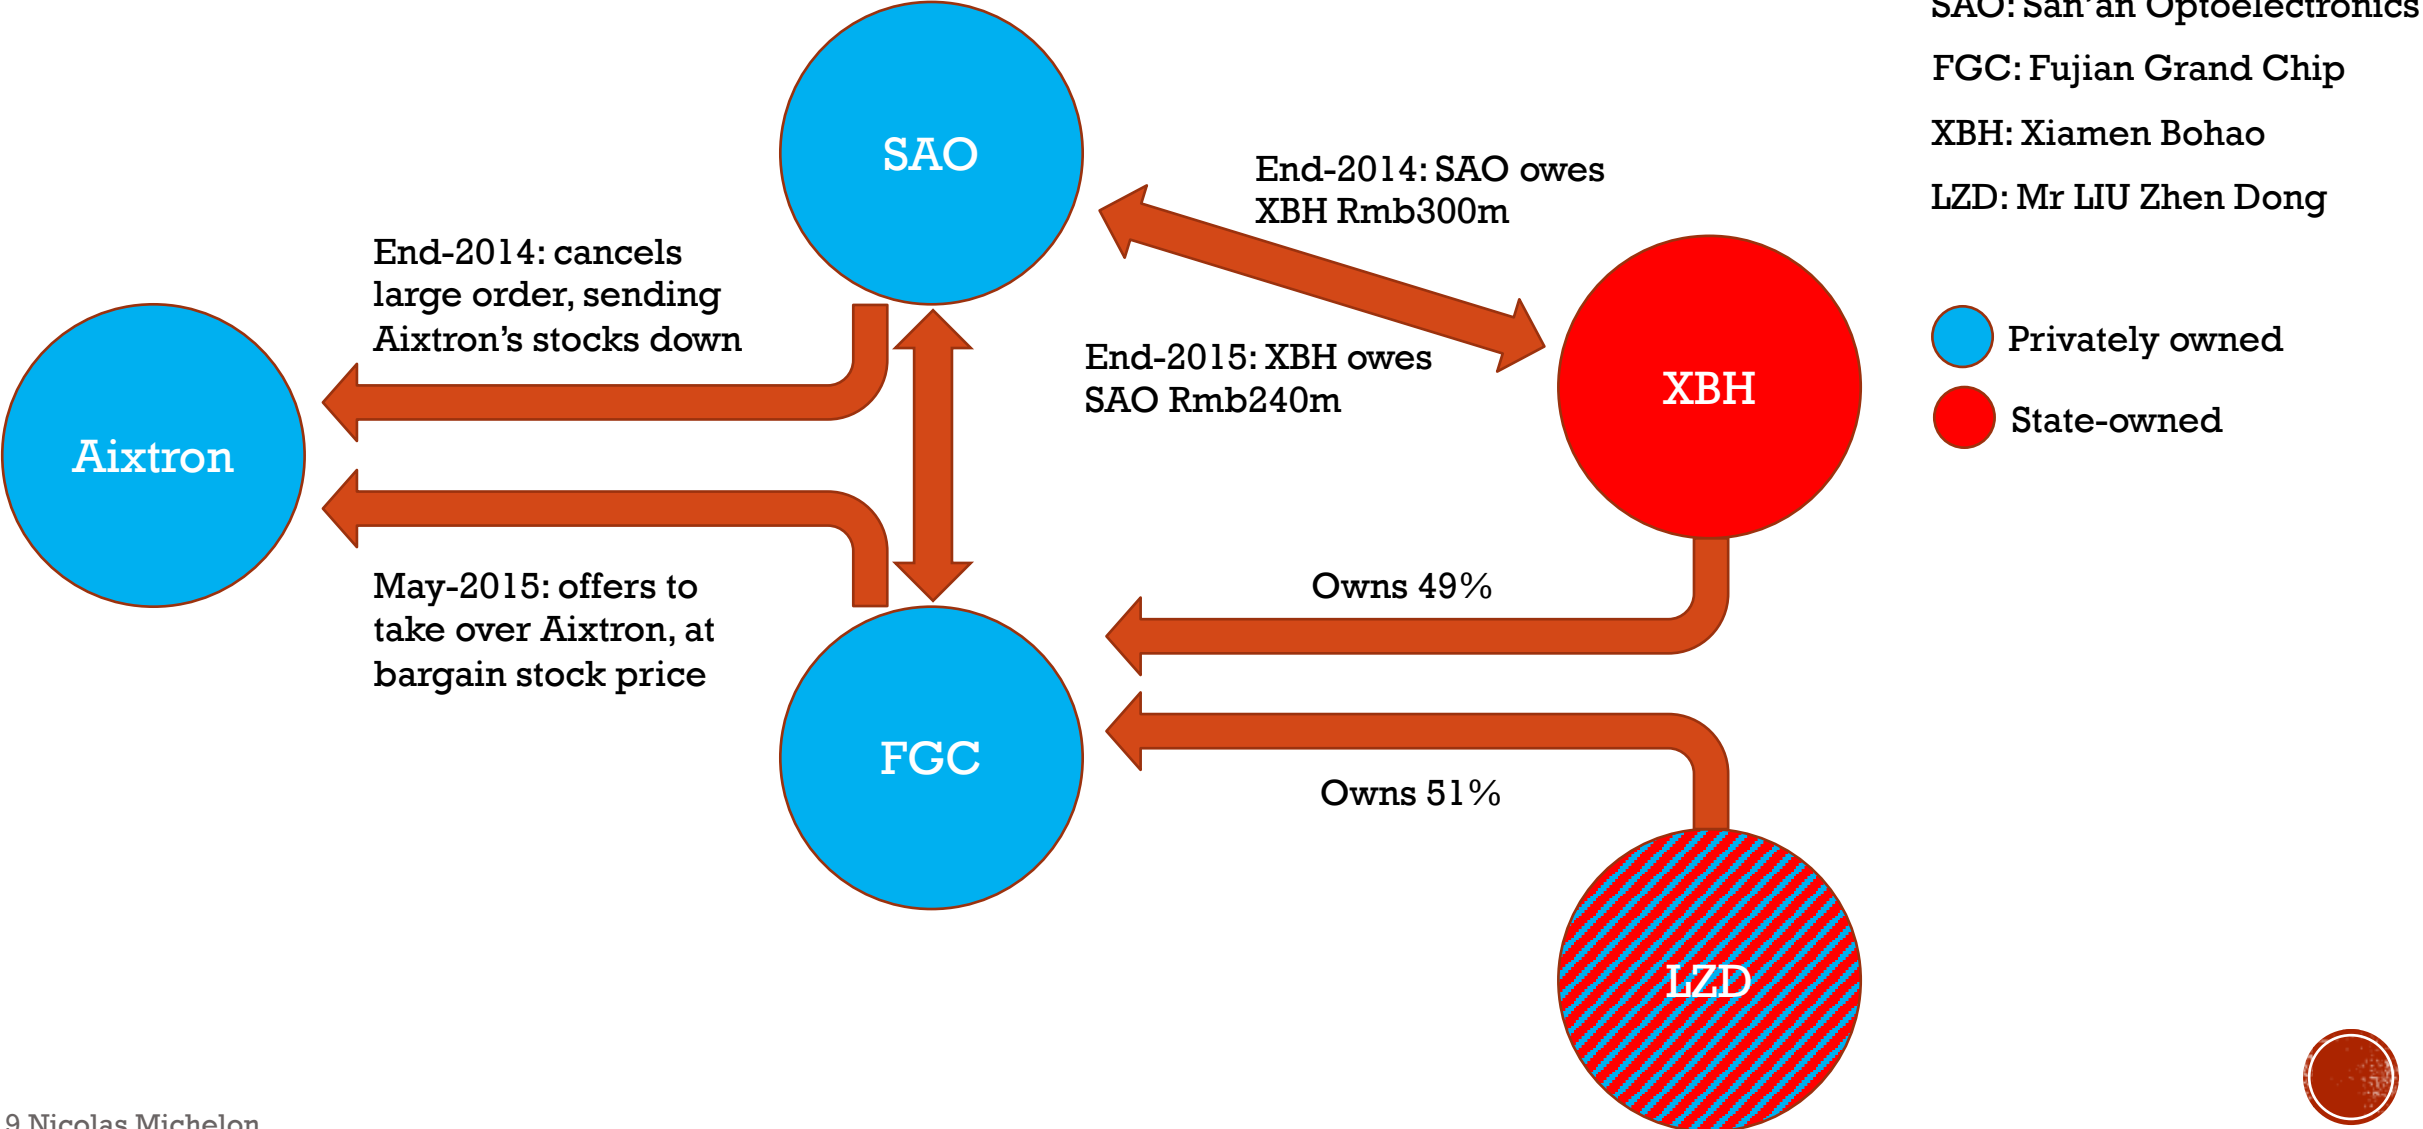 SAO: San’an Optoelectronics
FGC: Fujian Grand Chip
XBH: Xiamen Bohao
LZD: Mr LIU Zhen Dong
Privately owned
State-owned
SAO
End-2014: SAO owes
XBH Rmb300m
End-2014: cancels
large order, sending
Aixtron’s stocks down
End-2015: XBH owes
SAO Rmb240m
XBH
Aixtron
May-2015: offers to
take over Aixtron, at
bargain stock price
Owns 49%
FGC
Owns 51%
LZD
9 Nicolas Michelon